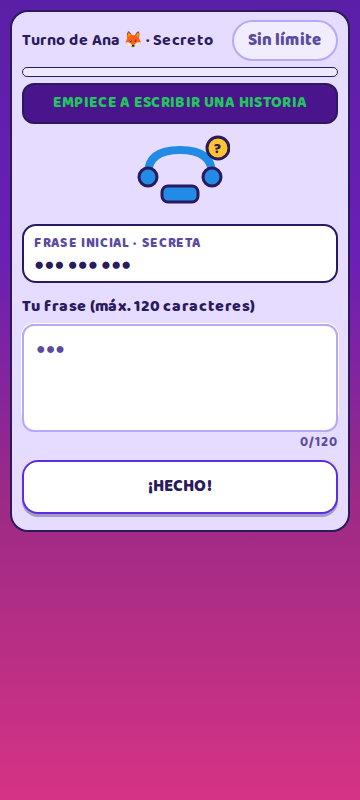 Turno de Ana 🦊 · Secreto
Sin límite
EMPIECE A ESCRIBIR UNA HISTORIA
?
FRASE INICIAL · SECRETA
●●● ●●● ●●●
Tu frase (máx. 120 caracteres)
●●●
0/120
¡HECHO!